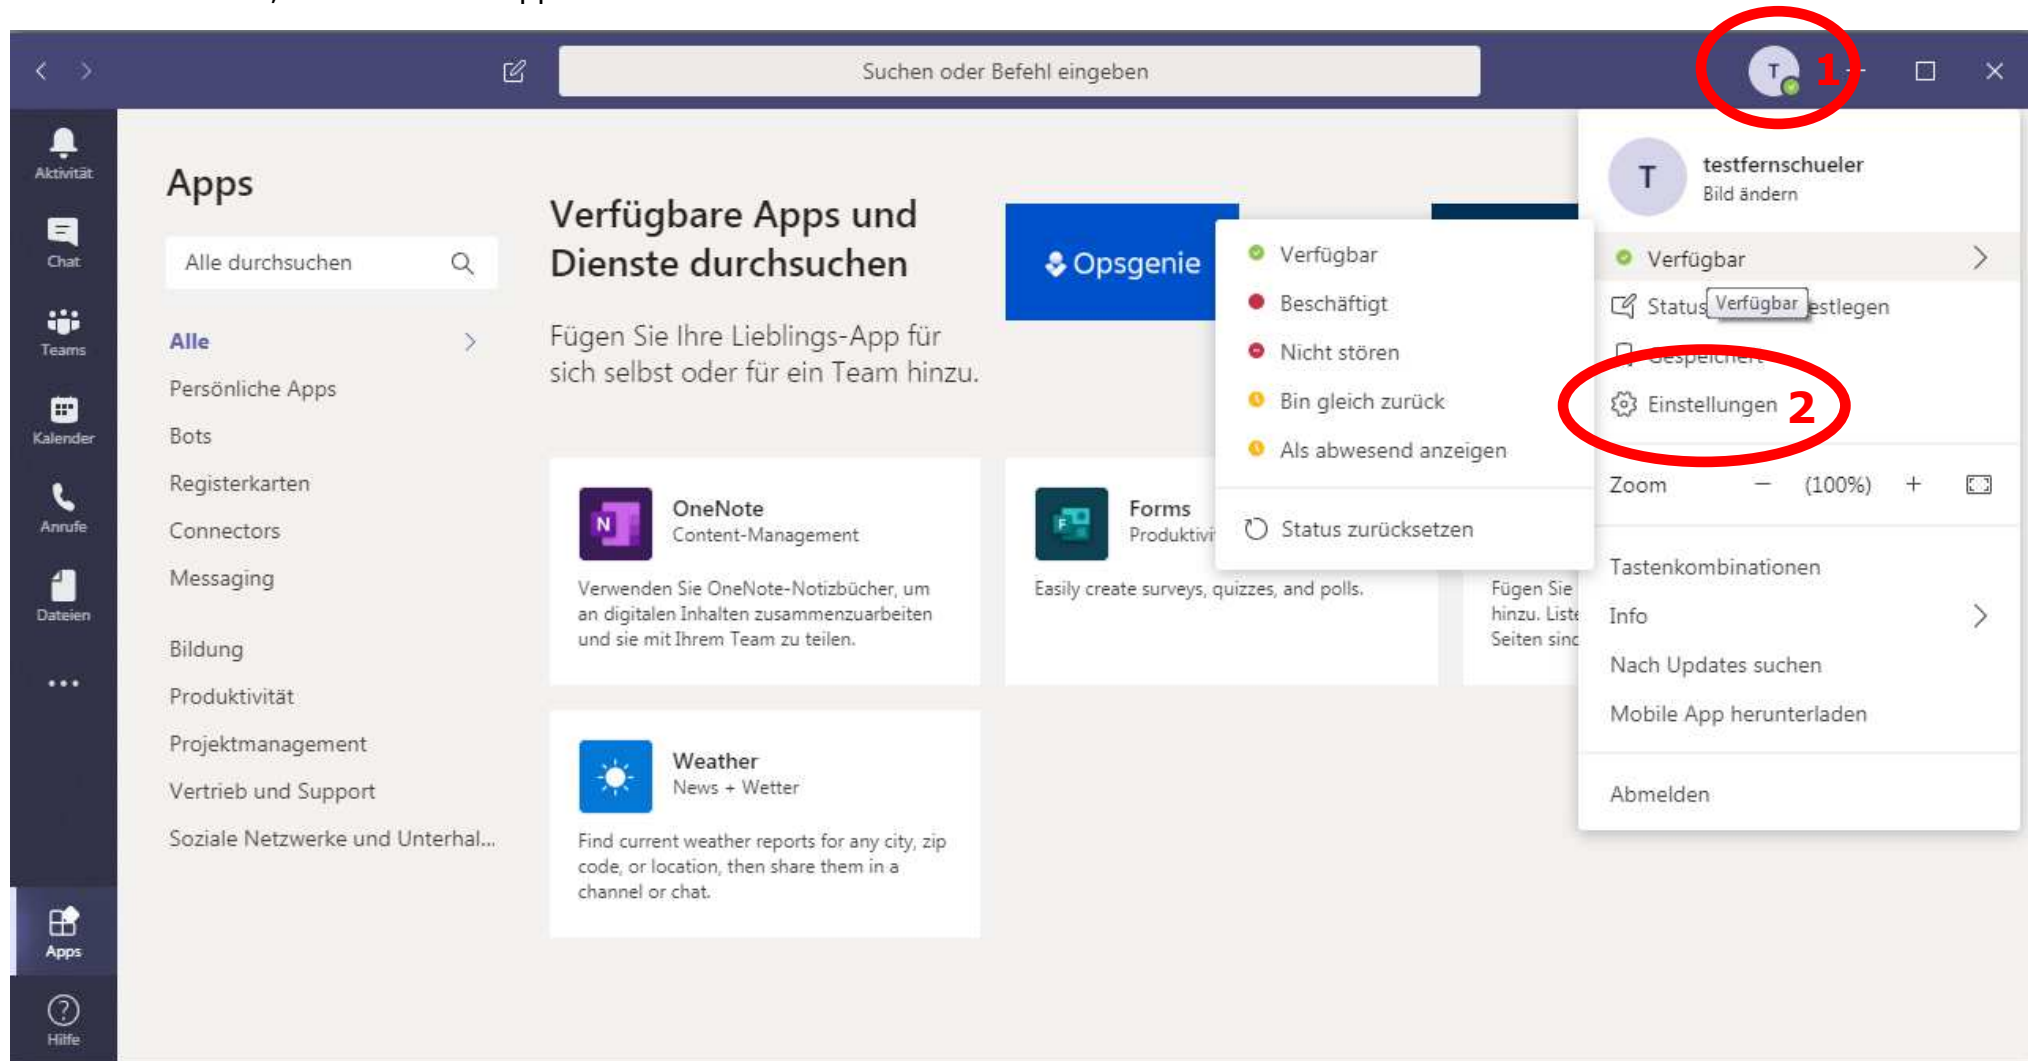 Suchen oder Befehl eingeben
T
1
Aktivität
Chat
Teams
Kalender
Anrufe
Dateien
Apps
Hilfe
Apps
Alle durchsuchen
Alle
Persönliche Apps
Bots
Registerkarten
Connectors
Messaging
Bildung
Produktivität
Projektmanagement
Vertrieb und Support
Soziale Netzwerke und Unterhal...
Verfügbare Apps und
Dienste durchsuchen
Fügen Sie Ihre Lieblings-App für
sich selbst oder für ein Team hinzu.
Opsgenie
N
OneNote
Content-Management
Verwenden Sie OneNote-Notizbücher, um
an digitalen Inhalten zusammenzuarbeiten
und sie mit Ihrem Team zu teilen.
F
Forms
Easily create surveys, quizzes, and polls.
Fügen Sie
hinzu.
Seiten
Weather
News + Wetter
Find current weather reports for any city, zip
code, or location, then share them in a
channel or chat.
Verfügbar
Beschäftigt
Nicht stören
Bin gleich zurück
Als abwesend anzeigen
Status zurücksetzen
T
testfernschueler
Bild ändern
Verfügbar
Status
Verfügbar
Gespeichert
Einstellungen
2
Zoom − (100%) +
Tastenkombinationen
Info
Nach Updates suchen
Mobile App herunterladen
Abmelden